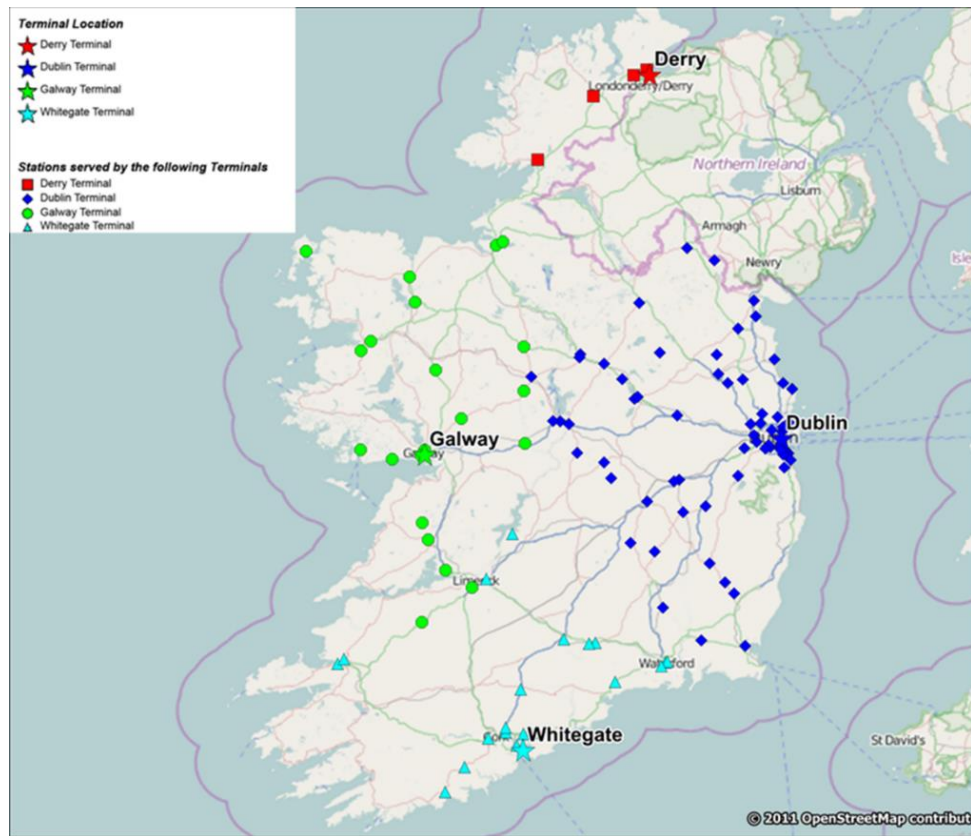 Terminal Location
Derry Terminal
Dublin Terminal
Galway Terminal
Whitegate Terminal
Stations served by the following Terminals
Derry Terminal
Dublin Terminal
Galway Terminal
Whitegate Terminal
Derry
Londonderry/Derry
Northern Ireland
Lisburn
Armagh
Newry
Dublin
Galway
Limerick
Waterford
Whitegate
St David's
© 2011 OpenStreetMap contribut